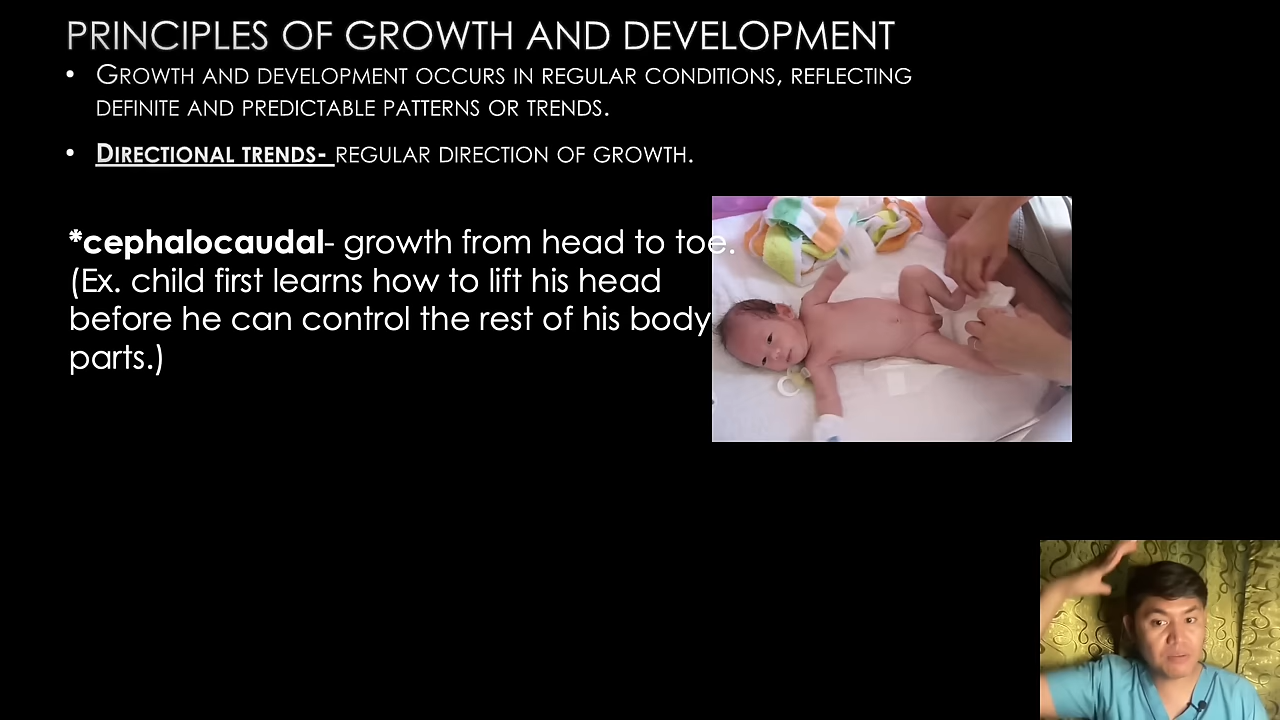 PRINCIPLES OF GROWTH AND DEVELOPMENT
• GROWTH AND DEVELOPMENT OCCURS IN REGULAR CONDITIONS, REFLECTING
DEFINITE AND PREDICTABLE PATTERNS OR TRENDS.
• DIRECTIONAL TRENDS- REGULAR DIRECTION OF GROWTH.
*cephalocaudal- growth from head to toe.
(Ex. child first learns how to lift his head
before he can control the rest of his body
parts.)